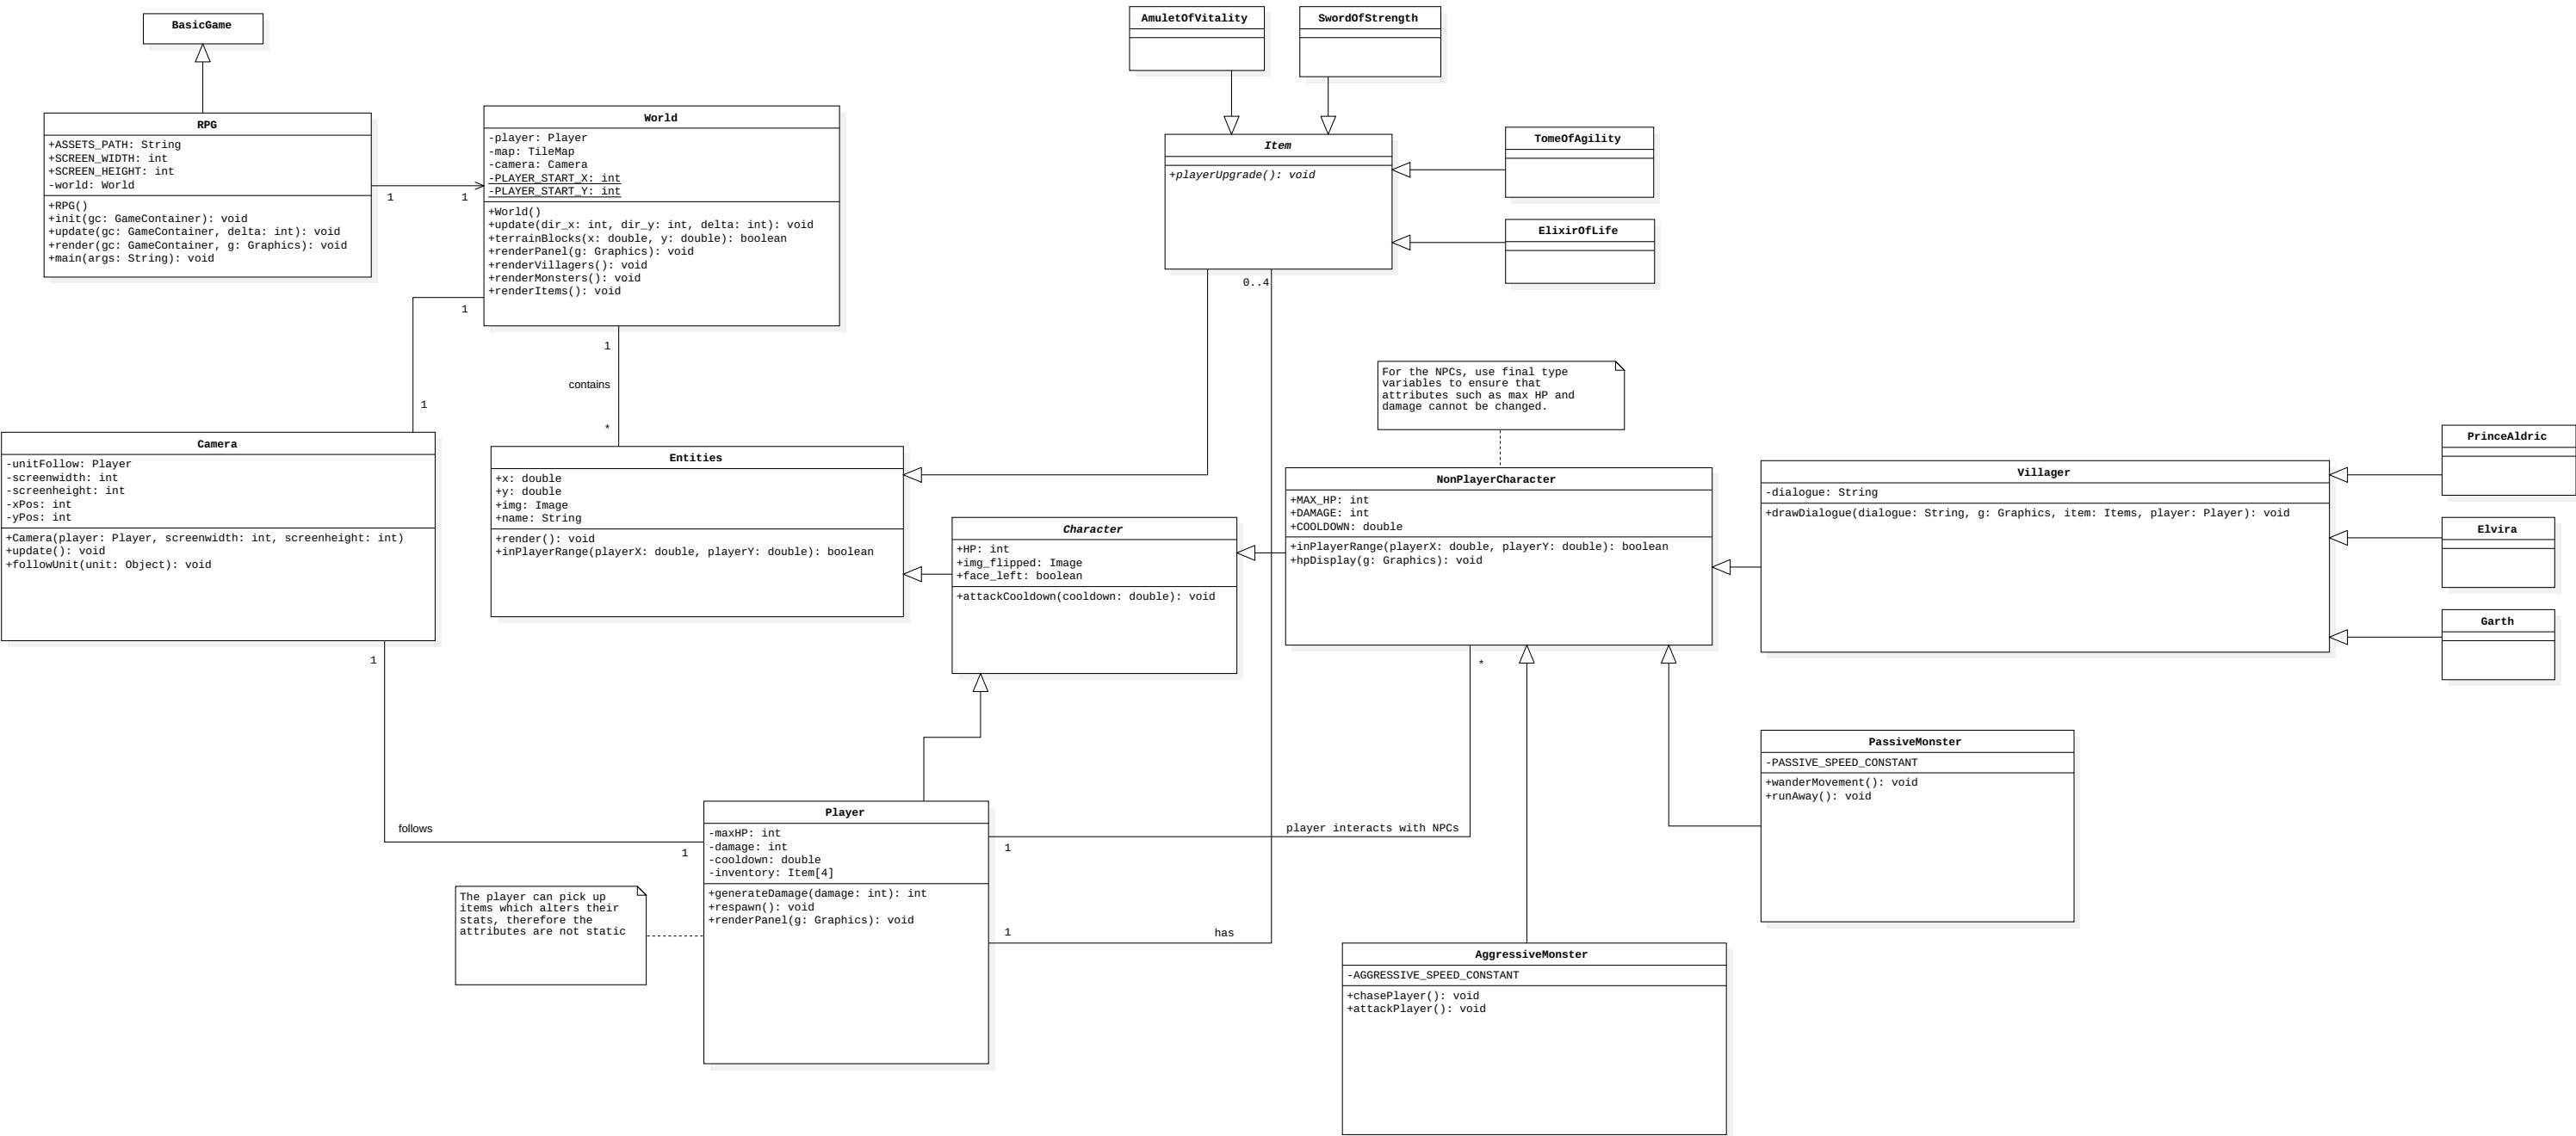 BasicGame
RPG
+ASSETS_PATH: String
+SCREEN_WIDTH: int
+SCREEN_HEIGHT: int
-world: World
+RPG()
+init(gc: GameContainer): void
+update(gc: GameContainer, delta: int): void
+render(gc: GameContainer, g: Graphics): void
+main(args: String): void
1
1
World
-player: Player
-map: TileMap
-camera: Camera
-PLAYER_START_X: int
-PLAYER_START_Y: int
+World()
+update(dir_x: int, dir_y: int, delta: int): void
+terrainBlocks(x: double, y: double): boolean
+renderPanel(g: Graphics): void
+renderVillagers(): void
+renderMonsters(): void
+renderItems(): void
1
1
1
contains
*
AmuletOfVitality
SwordOfStrength
Item
+playerUpgrade(): void
TomeOfAgility
ElixirOfLife
0..4
For the NPCs, use final type
variables to ensure that
attributes such as max HP and
damage cannot be changed.
Camera
-unitFollow: Player
-screenwidth: int
-screenheight: int
-xPos: int
-yPos: int
+Camera(player: Player, screenwidth: int, screenheight: int)
+update(): void
+followUnit(unit: Object): void
1
follows
1
Entities
+x: double
+y: double
+img: Image
+name: String
+render(): void
+inPlayerRange(playerX: double, playerY: double): boolean
Character
+HP: int
+img_flipped: Image
+face_left: boolean
+attackCooldown(cooldown: double): void
NonPlayerCharacter
+MAX_HP: int
+DAMAGE: int
+COOLDOWN: double
+inPlayerRange(playerX: double, playerY: double): boolean
+hpDisplay(g: Graphics): void
*
Villager
-dialogue: String
+drawDialogue(dialogue: String, g: Graphics, item: Items, player: Player): void
PrinceAldric
Elvira
Garth
PassiveMonster
-PASSIVE_SPEED_CONSTANT
+wanderMovement(): void
+runAway(): void
Player
-maxHP: int
-damage: int
-cooldown: double
-inventory: Item[4]
+generateDamage(damage: int): int
+respawn(): void
+renderPanel(g: Graphics): void
player interacts with NPCs
1
1
has
The player can pick up
items which alters their
stats, therefore the
attributes are not static
AggressiveMonster
-AGGRESSIVE_SPEED_CONSTANT
+chasePlayer(): void
+attackPlayer(): void